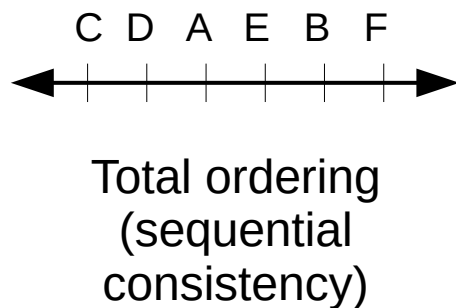 C D A E B F
Total ordering
(sequential
consistency)